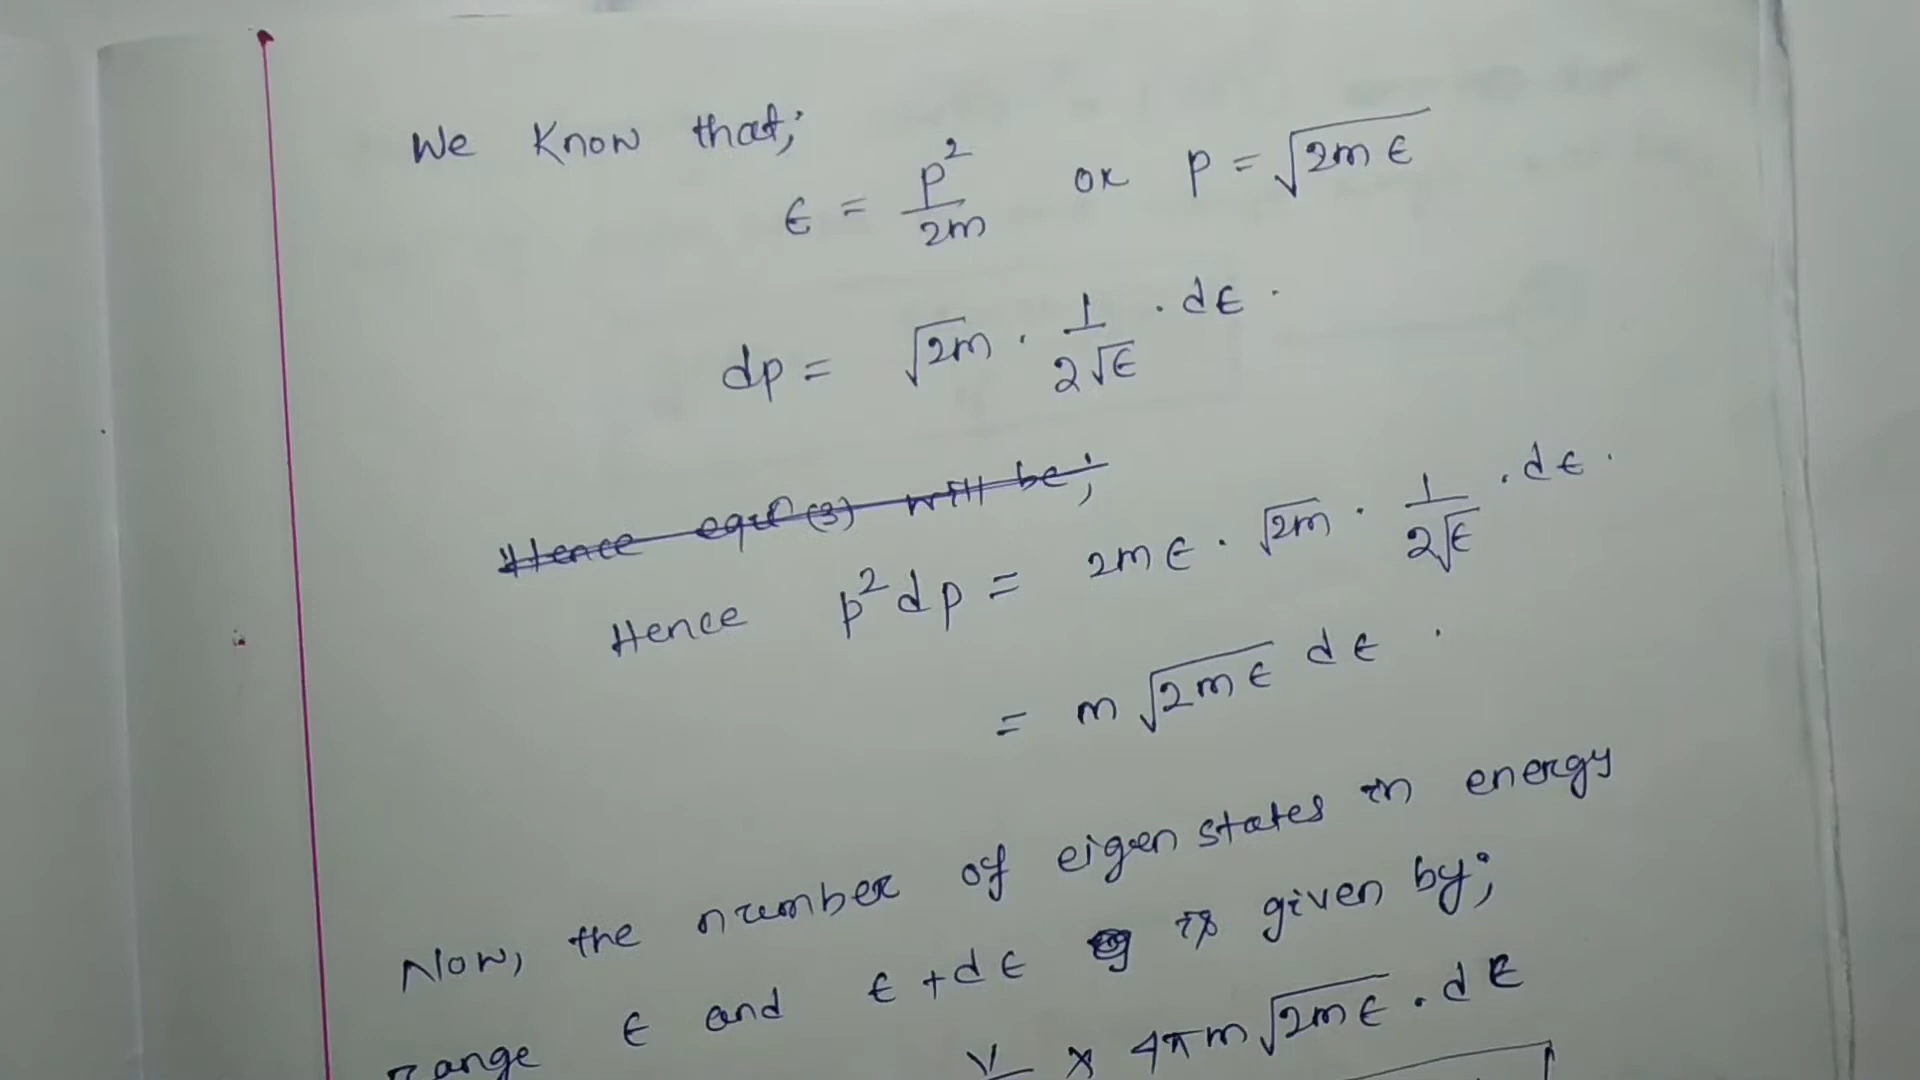 We Know that;
ϵ = p²/2m or p = √2mϵ
dp = √2m · 1/2√ϵ · dϵ ·
Hence eqn (3) will be;
Hence p²dp = 2mϵ · √2m · 1/2√ϵ · dϵ ·
= m√2mϵ dϵ ·
Now, the number of eigen states in energy
range ϵ and ϵ+dϵ is given by;
V/ × 4πm√2mϵ · dϵ